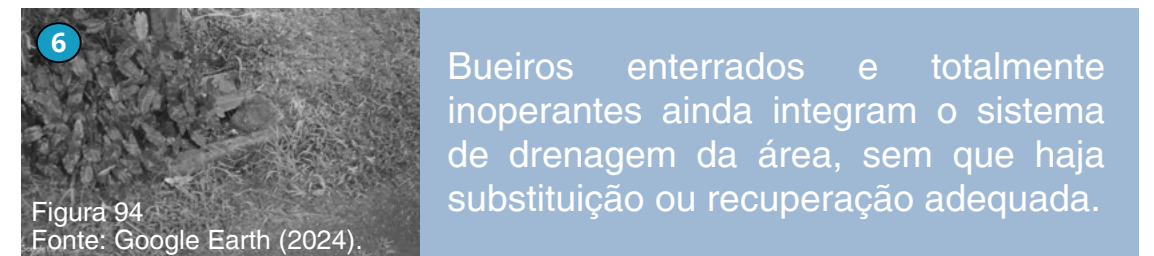 6
Figura 94
Fonte: Google Earth (2024).
Bueiros enterrados e totalmente
inoperantes ainda integram o sistema
de drenagem da área, sem que haja
substituição ou recuperação adequada.